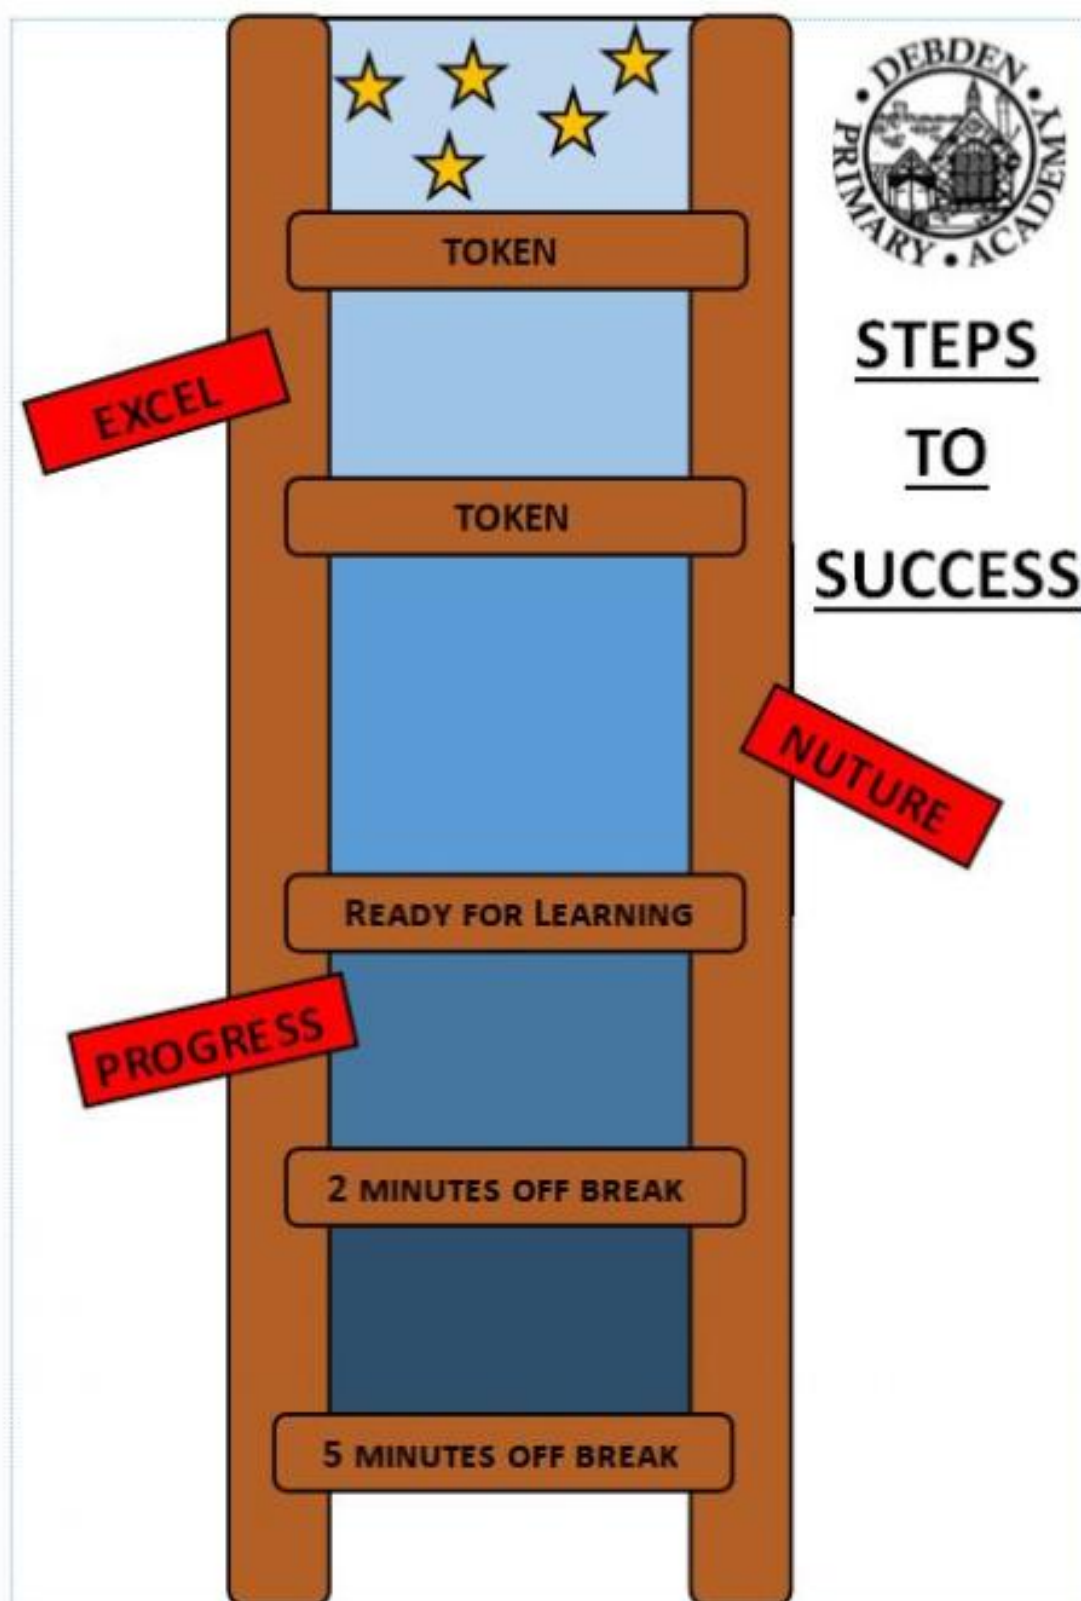 • DEBDEN •
PRIMARY • ACADEMY
STEPS
TO
SUCCESS
TOKEN
EXCEL
TOKEN
NUTURE
READY FOR LEARNING
PROGRESS
2 MINUTES OFF BREAK
5 MINUTES OFF BREAK